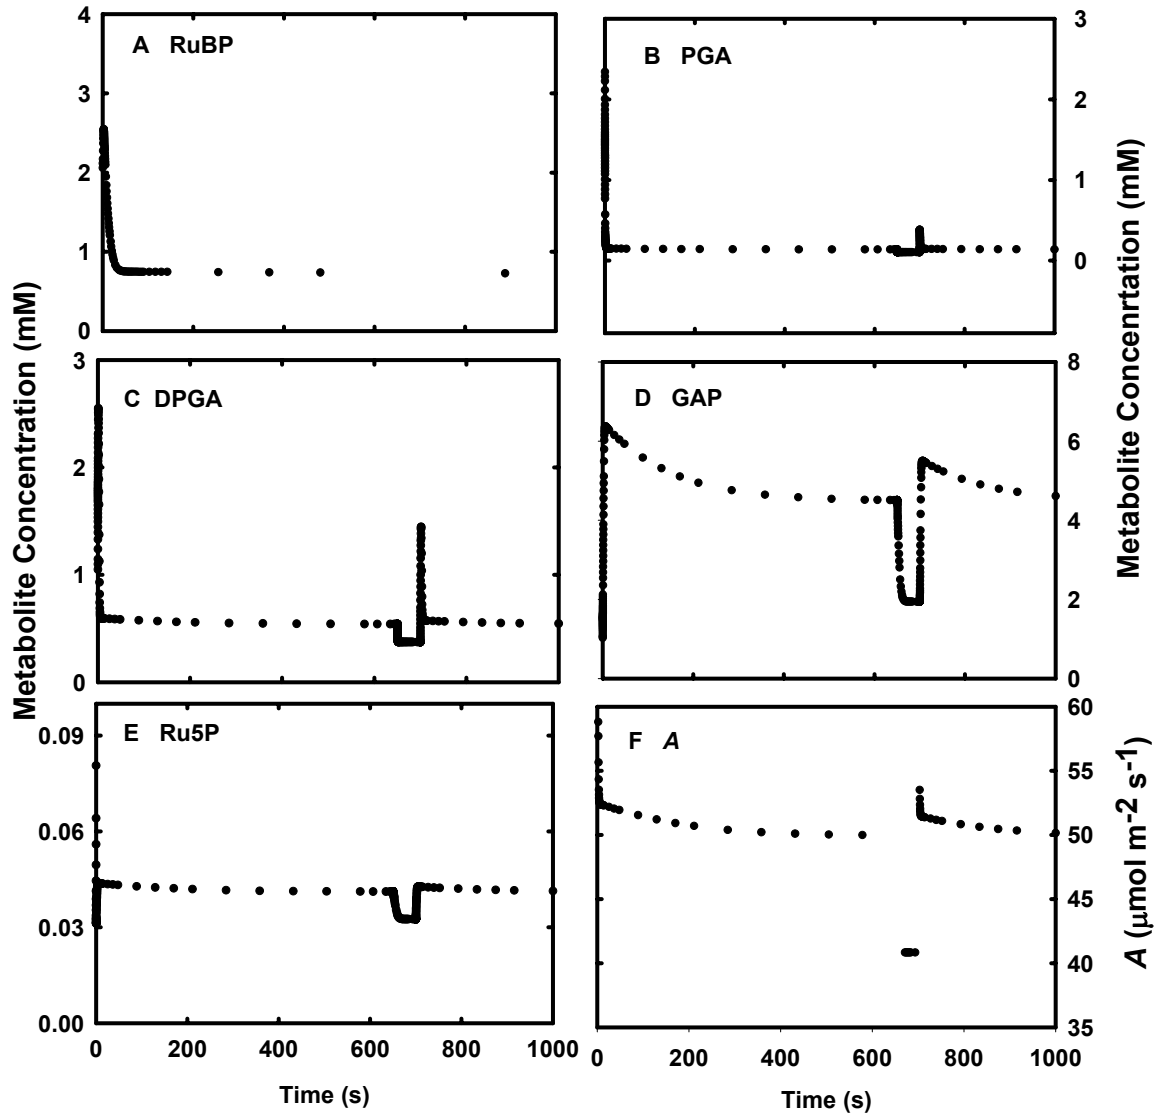 A RuBP
4
3
2
1
0
B PGA
3
2
1
0
C DPGA
3
2
1
0
D GAP
8
6
4
2
0
E Ru5P
0.09
0.06
0.03
0.00
0 200 400 600 800 1000
Time (s)
F A
60
55
50
45
40
35
0 200 400 600 800 1000
Time (s)
Metabolite Concentration (mM)
Metabolite Concenrtation (mM)
A (μmol m-2 s-1)